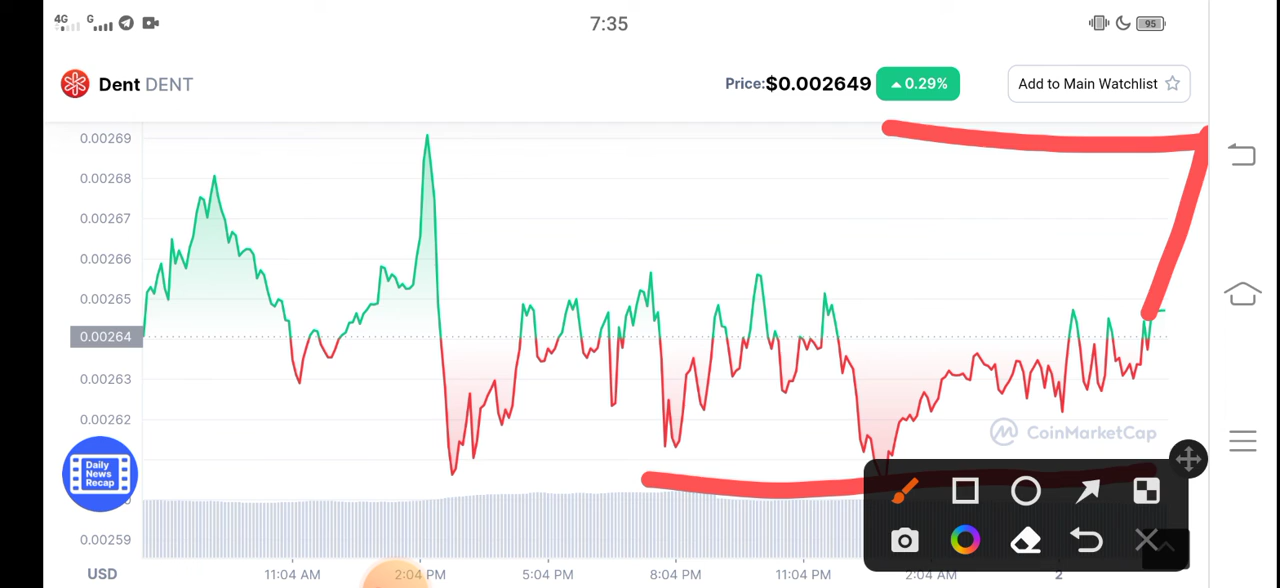 4G G 7:35 95
Dent DENT Price:$0.002649 0.29% Add to Main Watchlist
0.00269
0.00268
0.00267
0.00266
0.00265
0.00264
0.00263
0.00262
CoinMarketCap
Daily
News
Recap
0.00259
USD 11:04 AM 2:04 PM 5:04 PM 8:04 PM 11:04 PM 2:04 AM 2